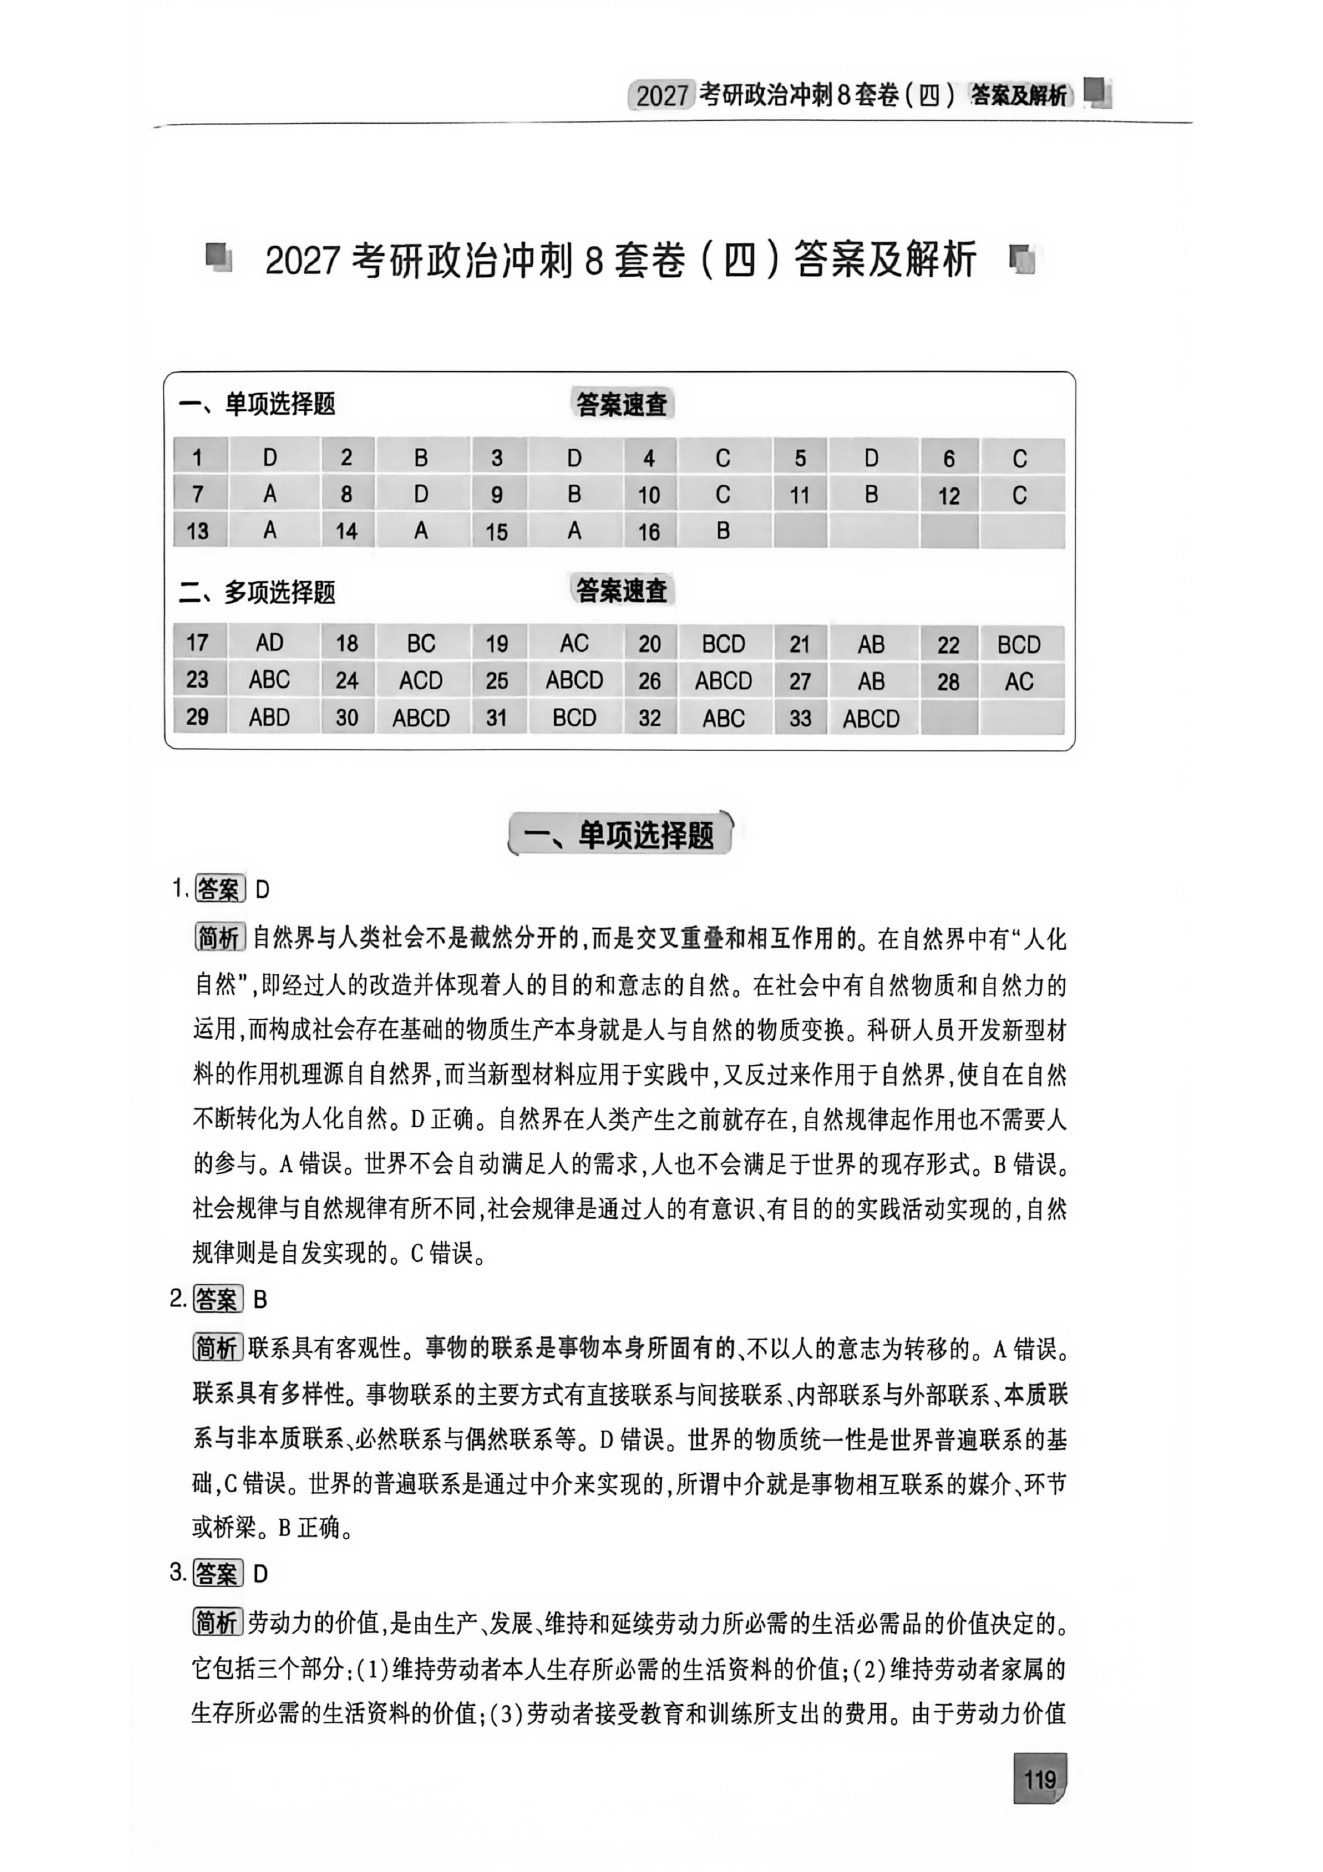 2027 考研政治冲刺8套卷(四) 答案及解析
2027 考研政治冲刺 8 套卷(四)答案及解析
一、单项选择题 答案速查
1 D 2 B 3 D 4 C 5 D 6 C
7 A 8 D 9 B 10 C 11 B 12 C
13 A 14 A 15 A 16 B
二、多项选择题 答案速查
17 AD 18 BC 19 AC 20 BCD 21 AB 22 BCD
23 ABC 24 ACD 25 ABCD 26 ABCD 27 AB 28 AC
29 ABD 30 ABCD 31 BCD 32 ABC 33 ABCD
一、单项选择题
1. 答案 D
简析 自然界与人类社会不是截然分开的,而是交叉重叠和相互作用的。在自然界中有“人化
自然”,即经过人的改造并体现着人的目的和意志的自然。在社会中有自然物质和自然力的
运用,而构成社会存在基础的物质生产本身就是人与自然的物质变换。科研人员开发新型材
料的作用机理源自自然界,而当新型材料应用于实践中,又反过来作用于自然界,使自在自然
不断转化为人化自然。D 正确。自然界在人类产生之前就存在,自然规律起作用也不需要人
的参与。A 错误。世界不会自动满足人的需求,人也不会满足于世界的现存形式。B 错误。
社会规律与自然规律有所不同,社会规律是通过人的有意识、有目的的实践活动实现的,自然
规律则是自发实现的。C 错误。
2. 答案 B
简析 联系具有客观性。事物的联系是事物本身所固有的、不以人的意志为转移的。A 错误。
联系具有多样性。事物联系的主要方式有直接联系与间接联系、内部联系与外部联系、本质联
系与非本质联系、必然联系与偶然联系等。D 错误。世界的物质统一性是世界普遍联系的基
础,C 错误。世界的普遍联系是通过中介来实现的,所谓中介就是事物相互联系的媒介、环节
或桥梁。B 正确。
3. 答案 D
简析 劳动力的价值,是由生产、发展、维持和延续劳动力所必需的生活必需品的价值决定的。
它包括三个部分:(1)维持劳动者本人生存所必需的生活资料的价值;(2)维持劳动者家属的
生存所必需的生活资料的价值;(3)劳动者接受教育和训练所支出的费用。由于劳动力价值
119